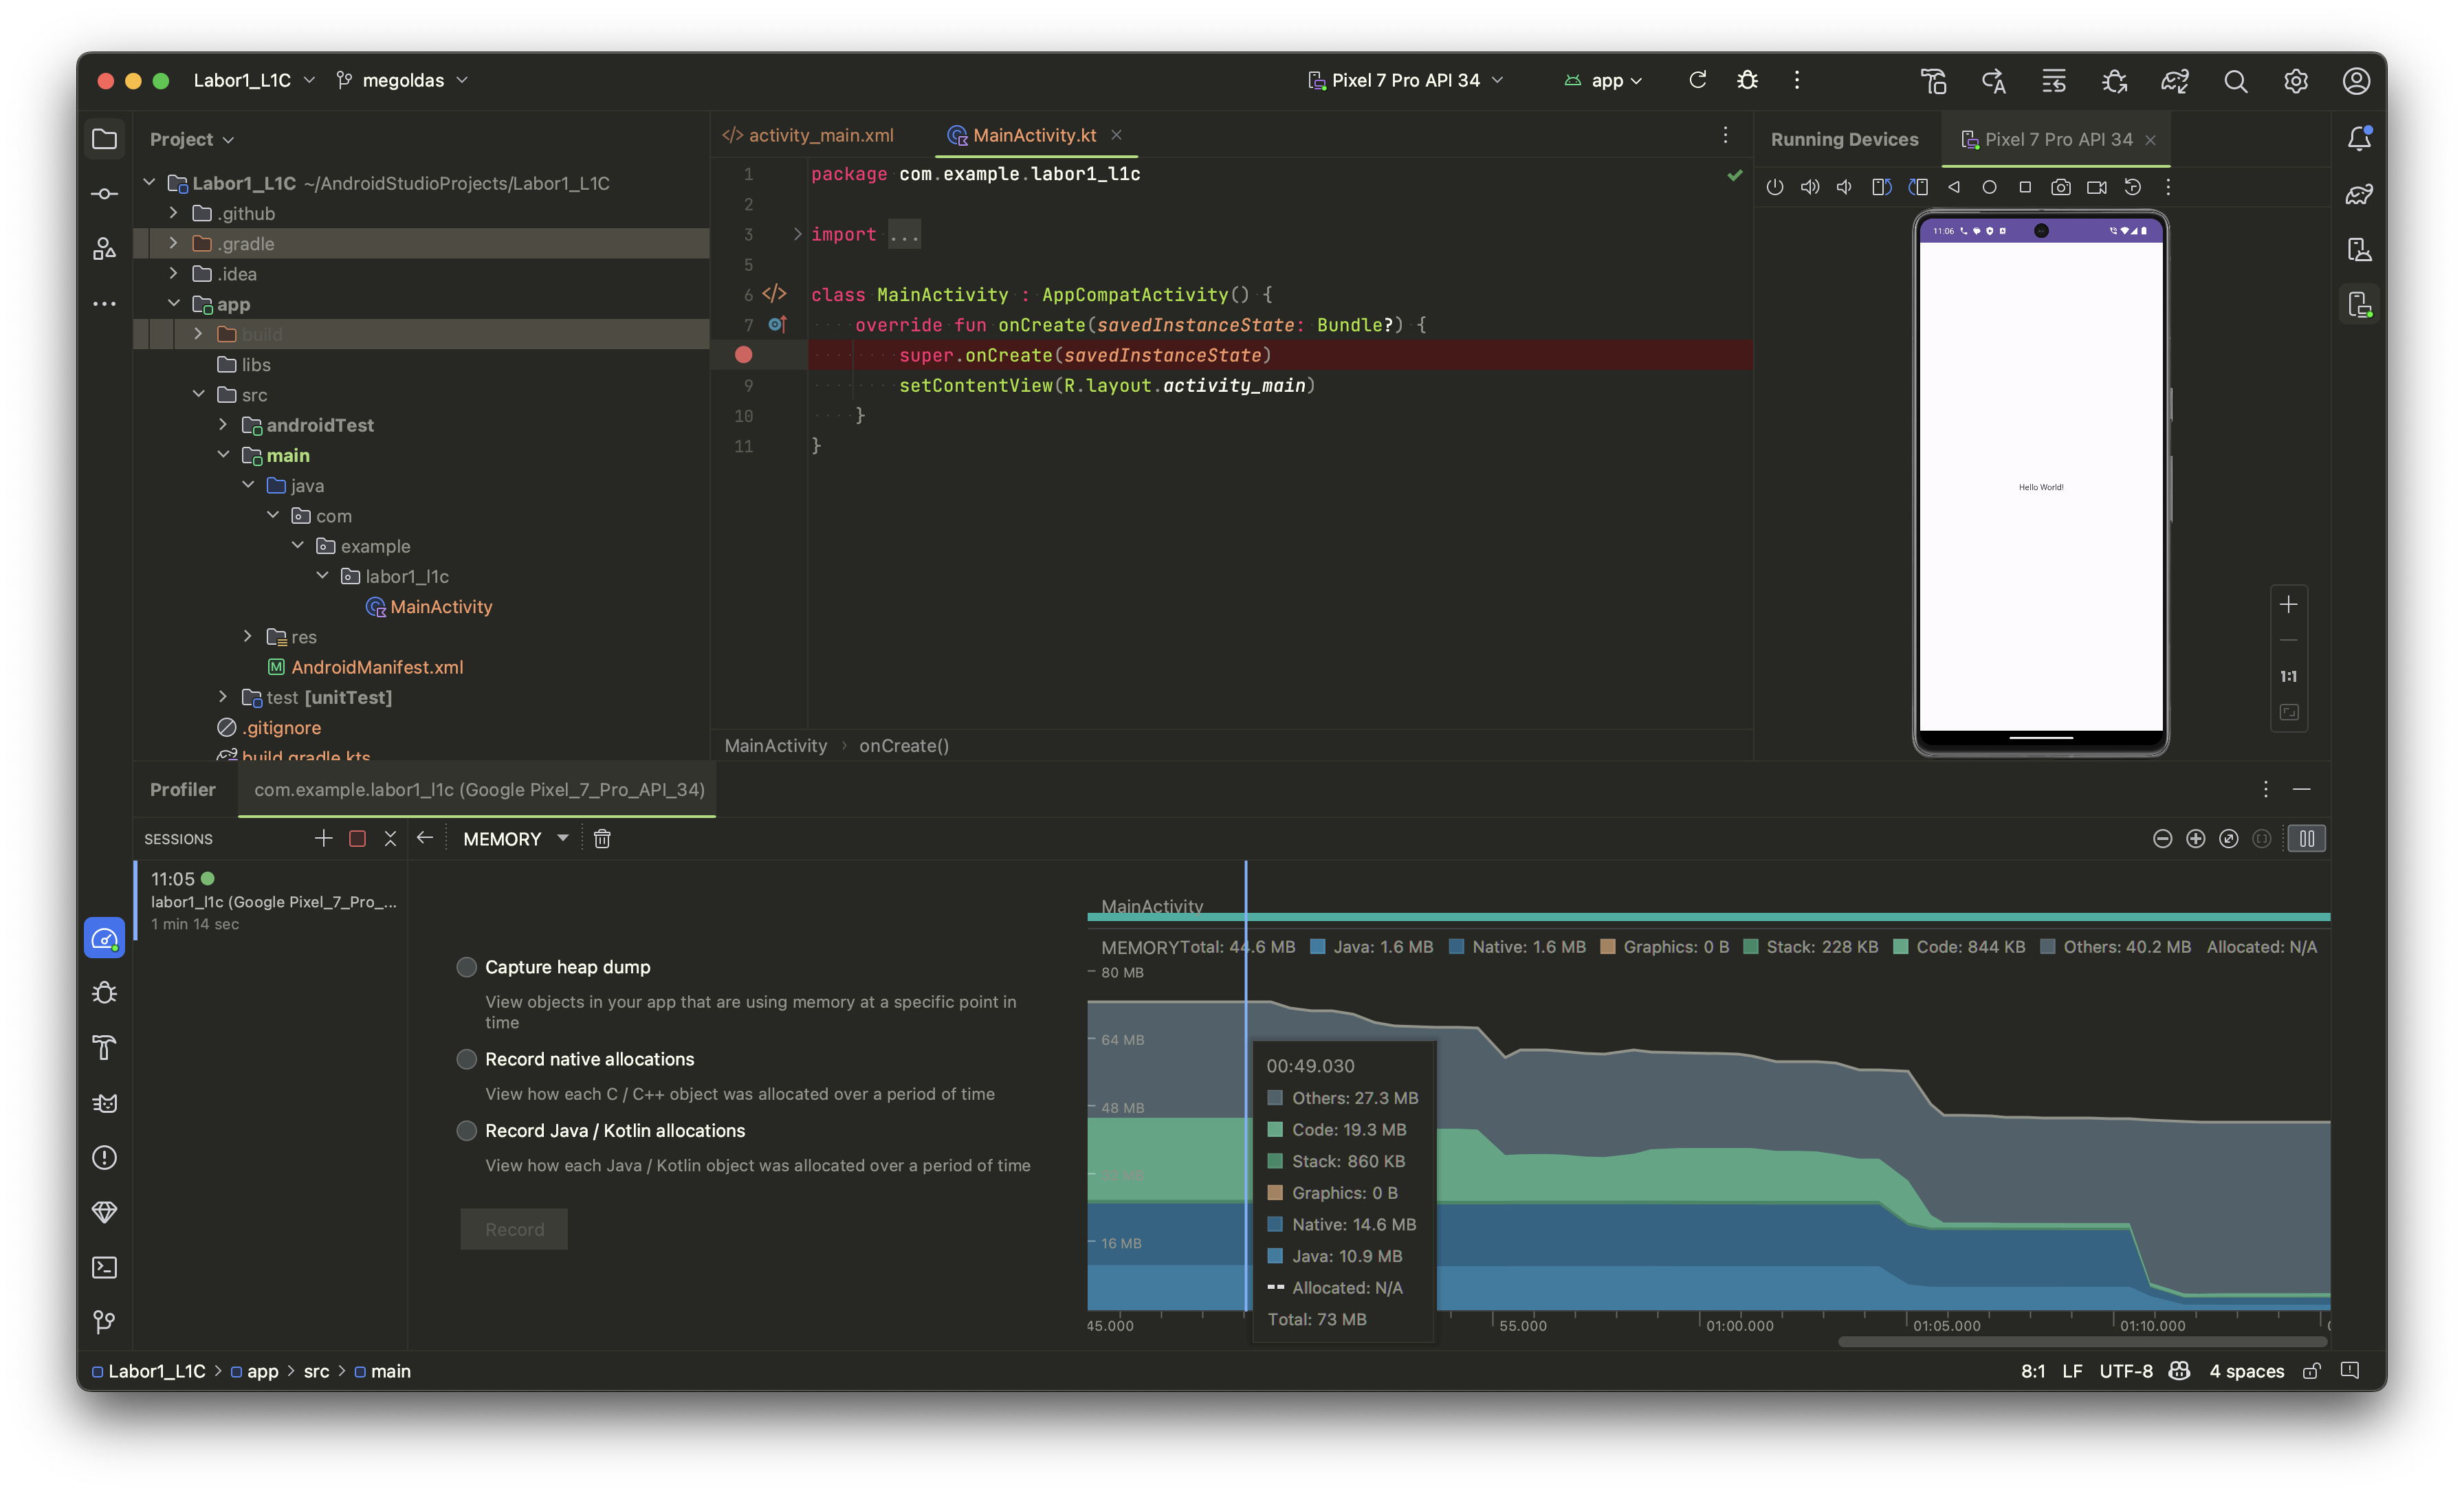 Labor1_L1C
megoldas
Pixel 7 Pro API 34
app
Project
Labor1_L1C ~/AndroidStudioProjects/Labor1_L1C
.github
.gradle
.idea
app
build
libs
src
androidTest
main
java
com
example
labor1_l1c
MainActivity
res
AndroidManifest.xml
test [unitTest]
.gitignore
build.gradle.kts
activity_main.xml
MainActivity.kt
1 package com.example.labor1_l1c
2
3 import ...
5
6 class MainActivity : AppCompatActivity() {
7 override fun onCreate(savedInstanceState: Bundle?) {
super.onCreate(savedInstanceState)
9 setContentView(R.layout.activity_main)
10 }
11 }
MainActivity > onCreate()
Running Devices
Pixel 7 Pro API 34
11:06
Hello World!
1:1
Profiler
com.example.labor1_l1c (Google Pixel_7_Pro_API_34)
SESSIONS
MEMORY
11:05
labor1_l1c (Google Pixel_7_Pro_...
1 min 14 sec
Capture heap dump
View objects in your app that are using memory at a specific point in
time
Record native allocations
View how each C / C++ object was allocated over a period of time
Record Java / Kotlin allocations
View how each Java / Kotlin object was allocated over a period of time
Record
MainActivity
MEMORY Total: 44.6 MB Java: 1.6 MB Native: 1.6 MB Graphics: 0 B Stack: 228 KB Code: 844 KB Others: 40.2 MB Allocated: N/A
80 MB
64 MB
48 MB
16 MB
00:49.030
Others: 27.3 MB
Code: 19.3 MB
Stack: 860 KB
Graphics: 0 B
Native: 14.6 MB
Java: 10.9 MB
Allocated: N/A
Total: 73 MB
45.000 55.000 01:00.000 01:05.000 01:10.000
Labor1_L1C > app > src > main
8:1 LF UTF-8 4 spaces